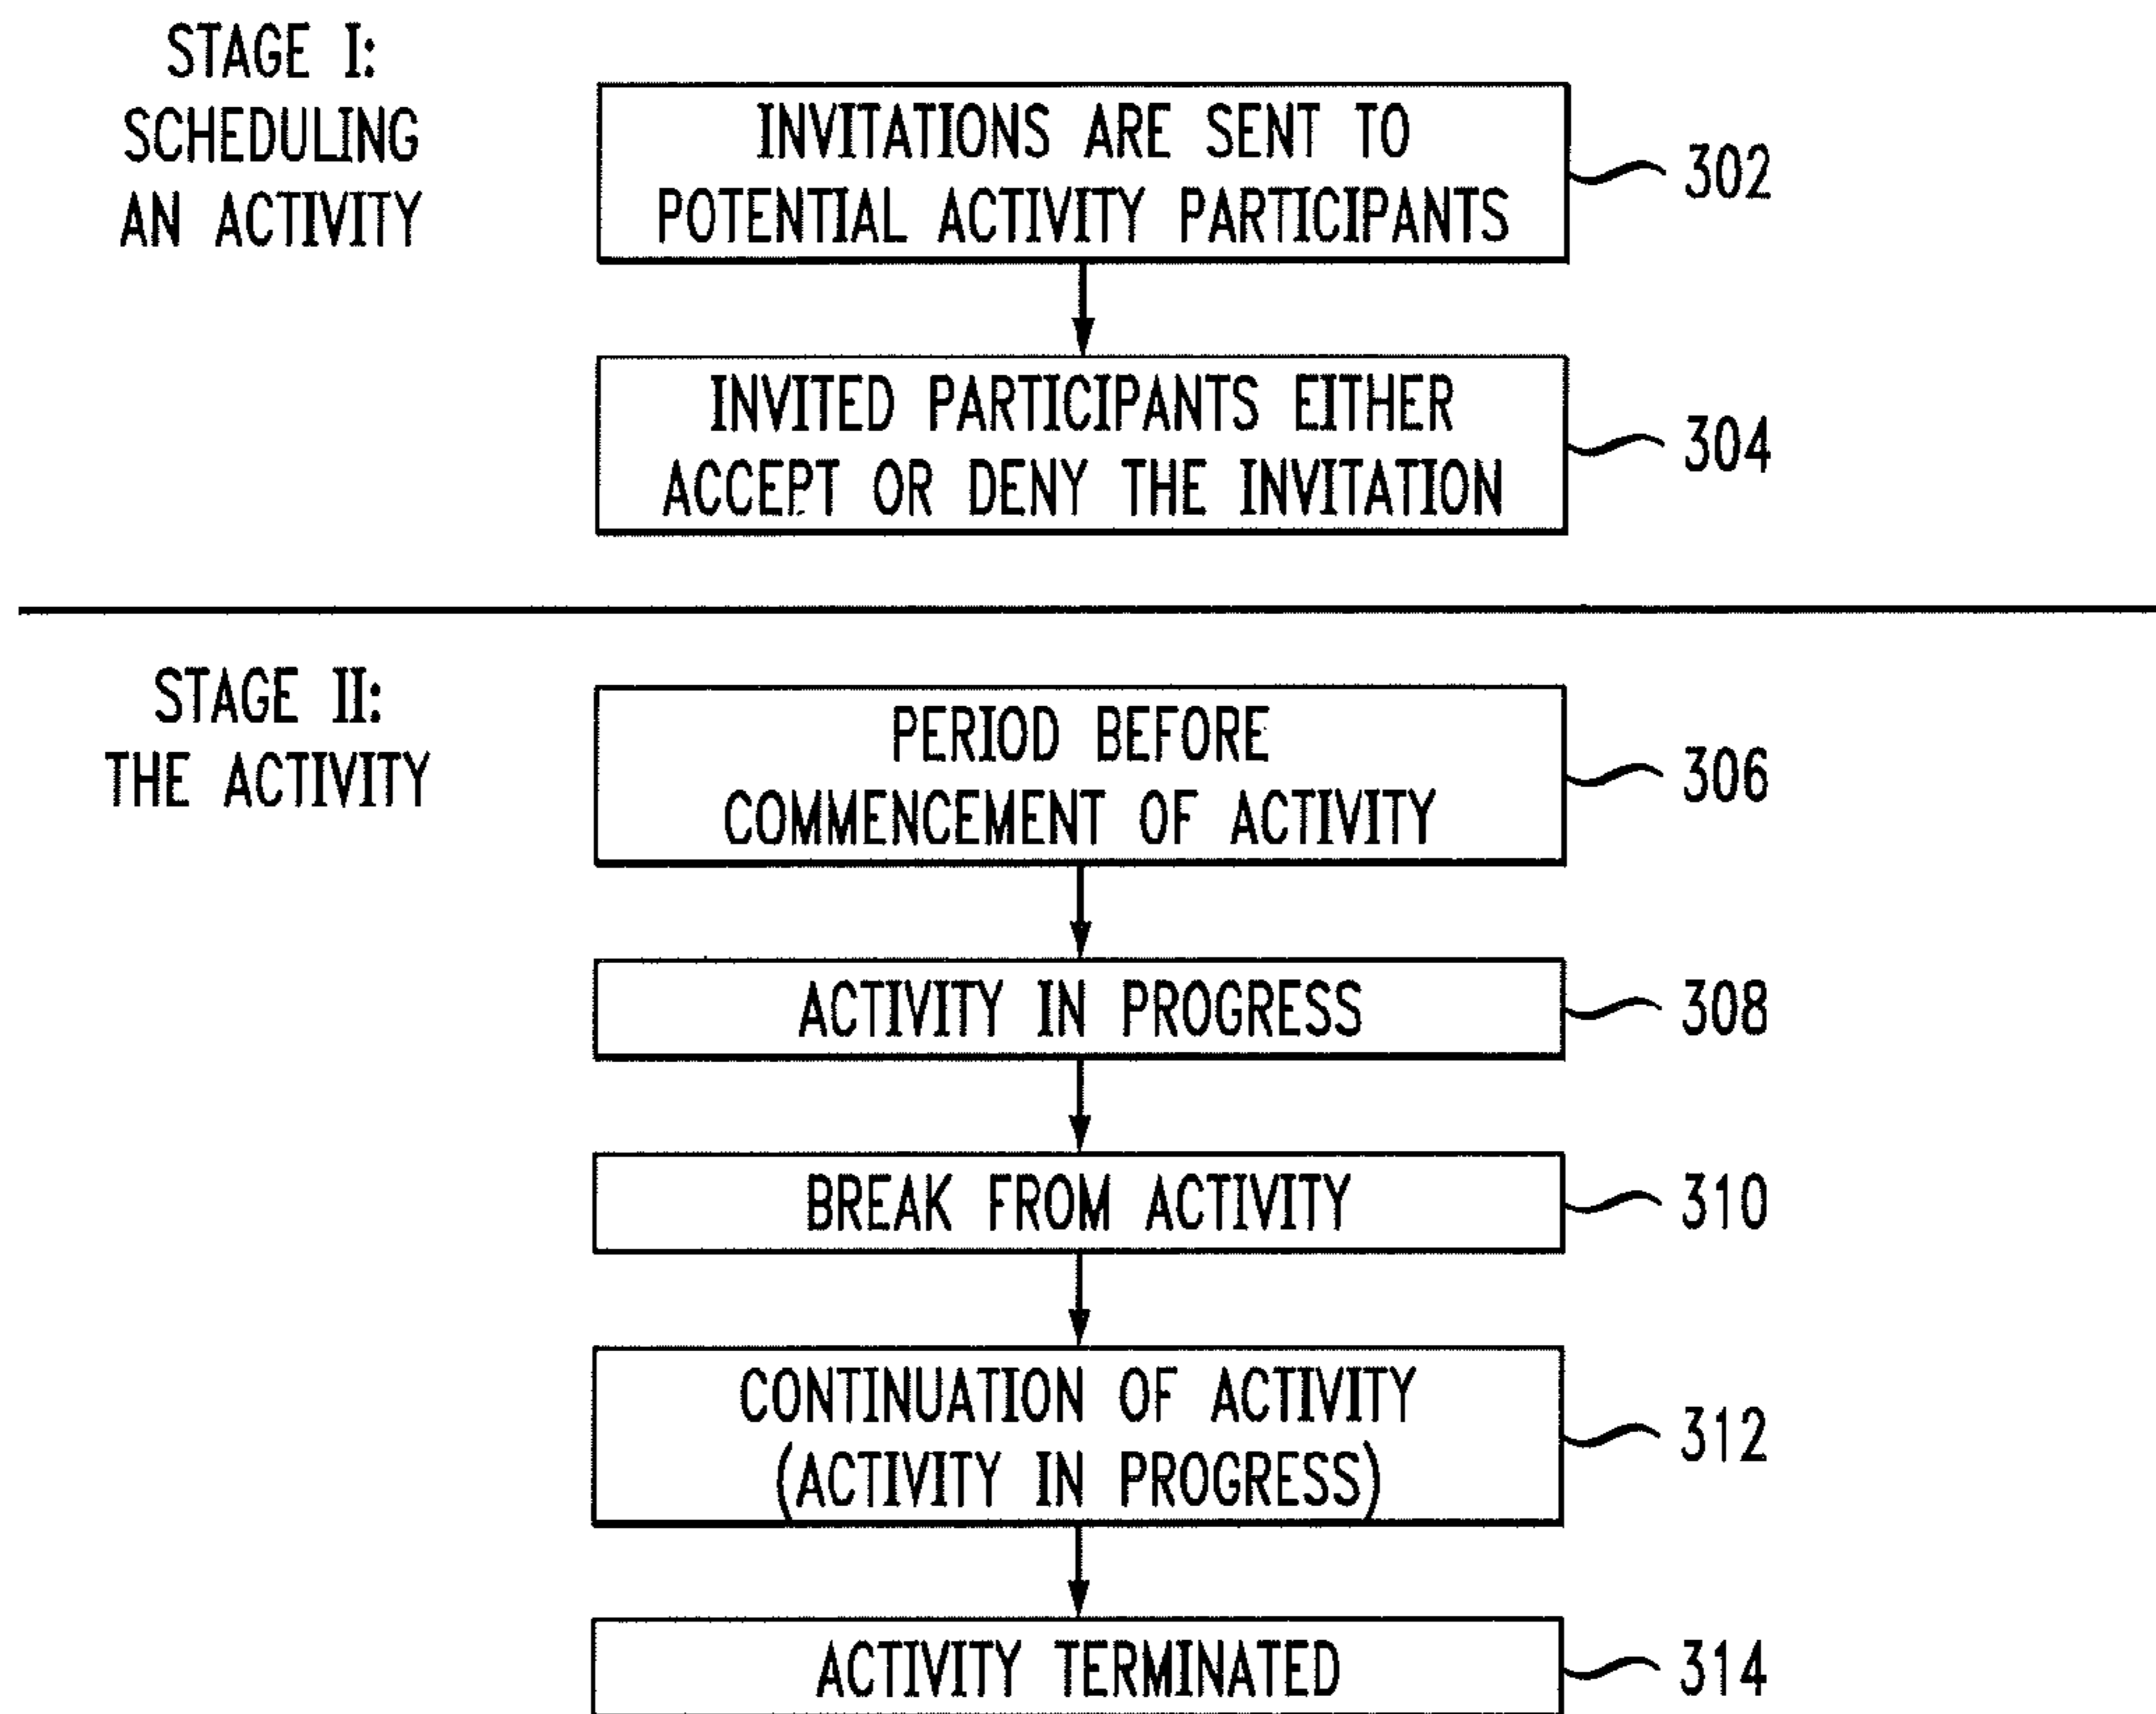 STAGE I:
SCHEDULING
AN ACTIVITY
INVITATIONS ARE SENT TO
POTENTIAL ACTIVITY PARTICIPANTS
302
INVITED PARTICIPANTS EITHER
ACCEPT OR DENY THE INVITATION
304
STAGE II:
THE ACTIVITY
PERIOD BEFORE
COMMENCEMENT OF ACTIVITY
306
ACTIVITY IN PROGRESS
308
BREAK FROM ACTIVITY
310
CONTINUATION OF ACTIVITY
(ACTIVITY IN PROGRESS)
312
ACTIVITY TERMINATED
314